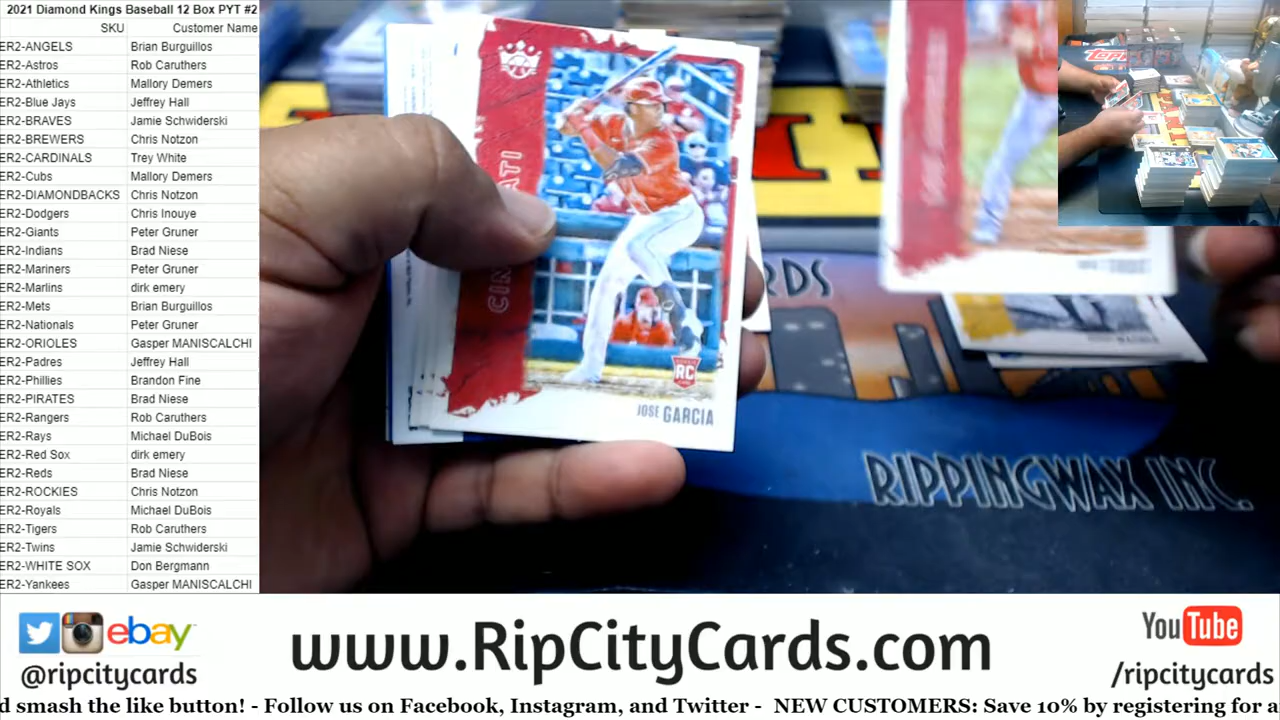 2021 Diamond Kings Baseball 12 Box PYT #2
SKU Customer Name
ER2-ANGELS Brian Burguillos
ER2-Astros Rob Caruthers
ER2-Athletics Mallory Demers
ER2-Blue Jays Jeffrey Hall
ER2-BRAVES Jamie Schwiderski
ER2-BREWERS Chris Notzon
ER2-CARDINALS Trey White
ER2-Cubs Mallory Demers
ER2-DIAMONDBACKS Chris Notzon
ER2-Dodgers Chris Inouye
ER2-Giants Peter Gruner
ER2-Indians Brad Niese
ER2-Mariners Peter Gruner
ER2-Marlins dirk emery
ER2-Mets Brian Burguillos
ER2-Nationals Peter Gruner
ER2-ORIOLES Gasper MANISCALCHI
ER2-Padres Jeffrey Hall
ER2-Phillies Brandon Fine
ER2-PIRATES Brad Niese
ER2-Rangers Rob Caruthers
ER2-Rays Michael DuBois
ER2-Red Sox dirk emery
ER2-Reds Brad Niese
ER2-ROCKIES Chris Notzon
ER2-Royals Michael DuBois
ER2-Tigers Rob Caruthers
ER2-Twins Jamie Schwiderski
ER2-WHITE SOX Don Bergmann
ER2-Yankees Gasper MANISCALCHI
CIN ATI
RC
JOSE GARCIA
RDS
RIPPINGWAX INC.
Topps
ebay
@ripcitycards
www.RipCityCards.com
YouTube
/ripcitycards
d smash the like button! - Follow us on Facebook, Instagram, and Twitter - NEW CUSTOMERS: Save 10% by registering for a